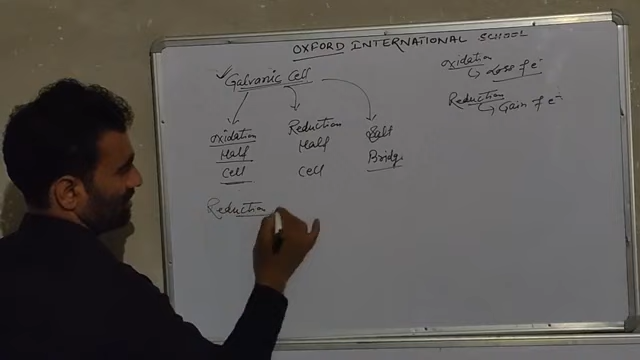 OXFORD INTERNATIONAL SCHOOL
Galvanic Cell
oxidation
Half
Cell
Reduction
Half
Cell
Salt
Bridge
Reduction
oxidation
↳ Loss of e⁻
Reduction
↳ Gain of e⁻